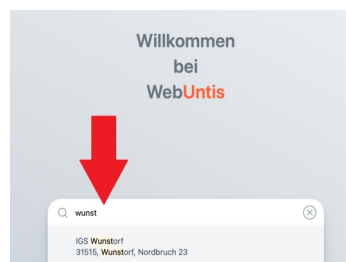 Willkommen
bei
WebUntis
wunst
IGS Wunstorf
31515, Wunstorf, Nordbruch 23